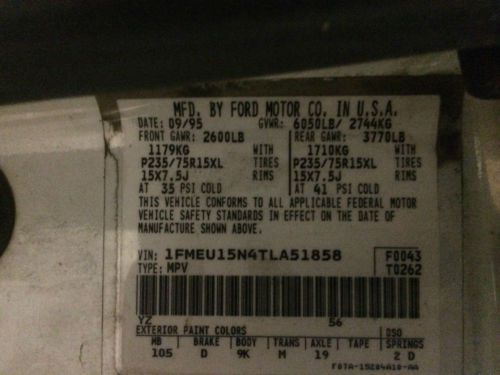 MFD. BY FORD MOTOR CO. IN U.S.A.
DATE: 09/95 GVWR: 6050LB/ 2744KG
FRONT GAWR: 2600LB REAR GAWR: 3770LB
1179KG WITH 1710KG WITH
P235/75R15XL TIRES P235/75R15XL TIRES
15X7.5J RIMS 15X7.5J RIMS
AT 35 PSI COLD AT 41 PSI COLD
THIS VEHICLE CONFORMS TO ALL APPLICABLE FEDERAL MOTOR
VEHICLE SAFETY STANDARDS IN EFFECT ON THE DATE OF
MANUFACTURE SHOWN ABOVE.
VIN: 1FMEU15N4TLA51858 F0043
TYPE: MPV T0262
YZ 56
EXTERIOR PAINT COLORS DSO
WB BRAKE BODY TRANS AXLE TAPE SPRINGS
105 D 9K M 19 2 D
F0TA-15204A10-AA